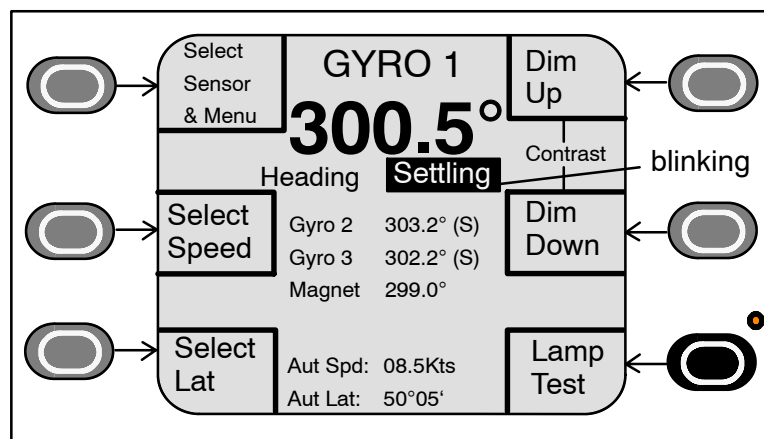 Select
Sensor
& Menu
GYRO 1
300.5°
Heading Settling
Dim
Up
Contrast
blinking
Select
Speed
Gyro 2 303.2° (S)
Gyro 3 302.2° (S)
Magnet 299.0°
Dim
Down
Select
Lat
Aut Spd: 08.5Kts
Aut Lat: 50°05‘
Lamp
Test